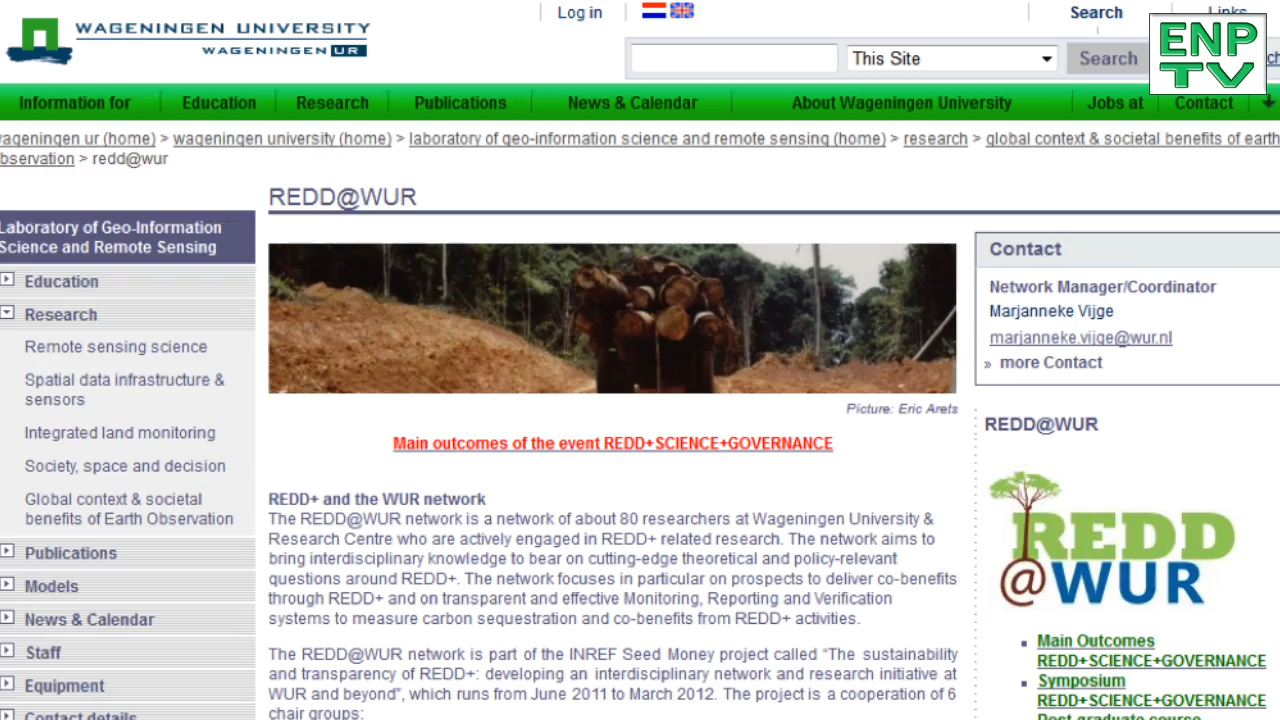 WAGENINGEN UNIVERSITY
WAGENINGEN UR
Log in
Search
Links
This Site
Search
ENP
TV
Information for
Education
Research
Publications
News & Calendar
About Wageningen University
Jobs at
Contact
wageningen ur (home) > wageningen university (home) > laboratory of geo-information science and remote sensing (home) > research > global context & societal benefits of earth
observation > redd@wur
REDD@WUR
Laboratory of Geo-Information
Science and Remote Sensing
Education
Research
Remote sensing science
Spatial data infrastructure &
sensors
Integrated land monitoring
Society, space and decision
Global context & societal
benefits of Earth Observation
Publications
Models
News & Calendar
Staff
Equipment
Contact details
Picture: Eric Arets
Main outcomes of the event REDD+SCIENCE+GOVERNANCE
REDD+ and the WUR network
The REDD@WUR network is a network of about 80 researchers at Wageningen University &
Research Centre who are actively engaged in REDD+ related research. The network aims to
bring interdisciplinary knowledge to bear on cutting-edge theoretical and policy-relevant
questions around REDD+. The network focuses in particular on prospects to deliver co-benefits
through REDD+ and on transparent and effective Monitoring, Reporting and Verification
systems to measure carbon sequestration and co-benefits from REDD+ activities.
The REDD@WUR network is part of the INREF Seed Money project called “The sustainability
and transparency of REDD+: developing an interdisciplinary network and research initiative at
WUR and beyond”, which runs from June 2011 to March 2012. The project is a cooperation of 6
chair groups:
Contact
Network Manager/Coordinator
Marjanneke Vijge
marjanneke.vijge@wur.nl
» more Contact
REDD@WUR
REDD
@WUR
Main Outcomes
REDD+SCIENCE+GOVERNANCE
Symposium
REDD+SCIENCE+GOVERNANCE
Post-graduate course